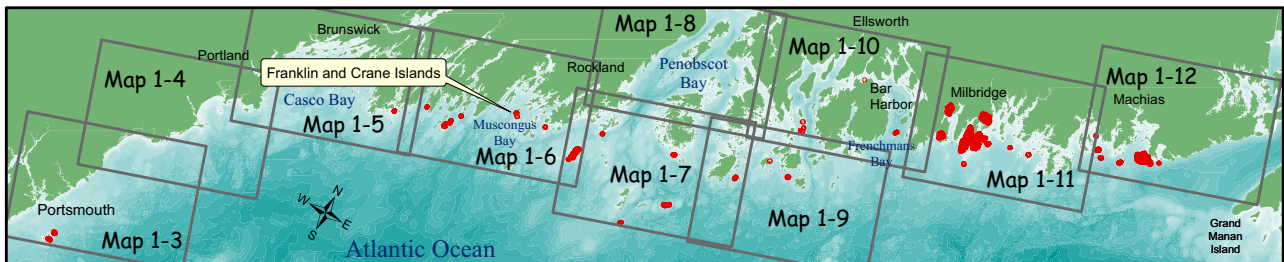 Map 1-8
Ellsworth
Brunswick
Map 1-10
Portland
Map 1-4
Franklin and Crane Islands
Rockland
Penobscot
Bay
Map 1-12
Bar
Harbor
Milbridge
Machias
Casco Bay
Map 1-5
Muscongus
Bay
Map 1-6
Frenchmans
Bay
Map 1-7
Map 1-11
Portsmouth
Map 1-3
N
W
E
S
Map 1-9
Atlantic Ocean
Grand
Manan
Island